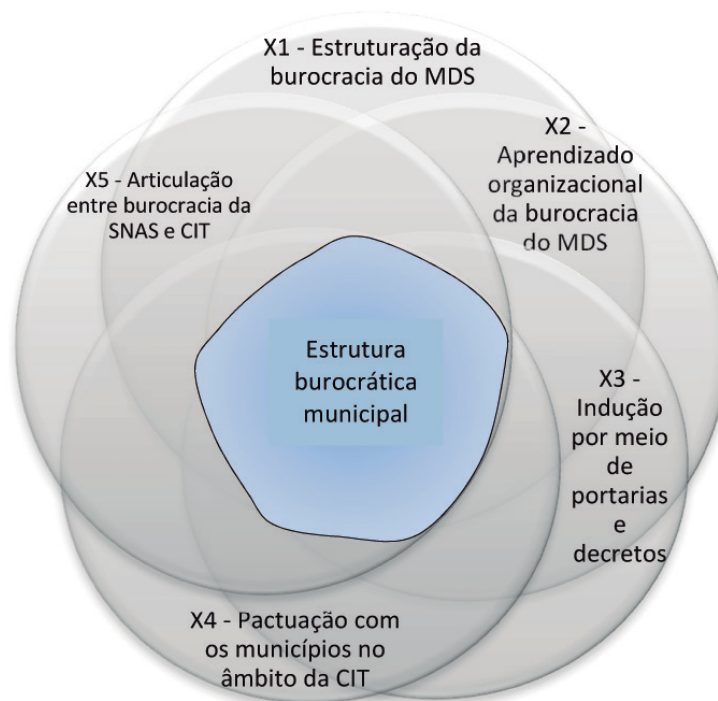 X1 - Estruturação da
burocracia do MDS
X2 -
Aprendizado
organizacional
da burocracia
do MDS
X5 - Articulação
entre burocracia da
SNAS e CIT
Estrutura
burocrática
municipal
X3 -
Indução
por meio
de
portarias
e
decretos
X4 - Pactuação com
os municípios no
âmbito da CIT